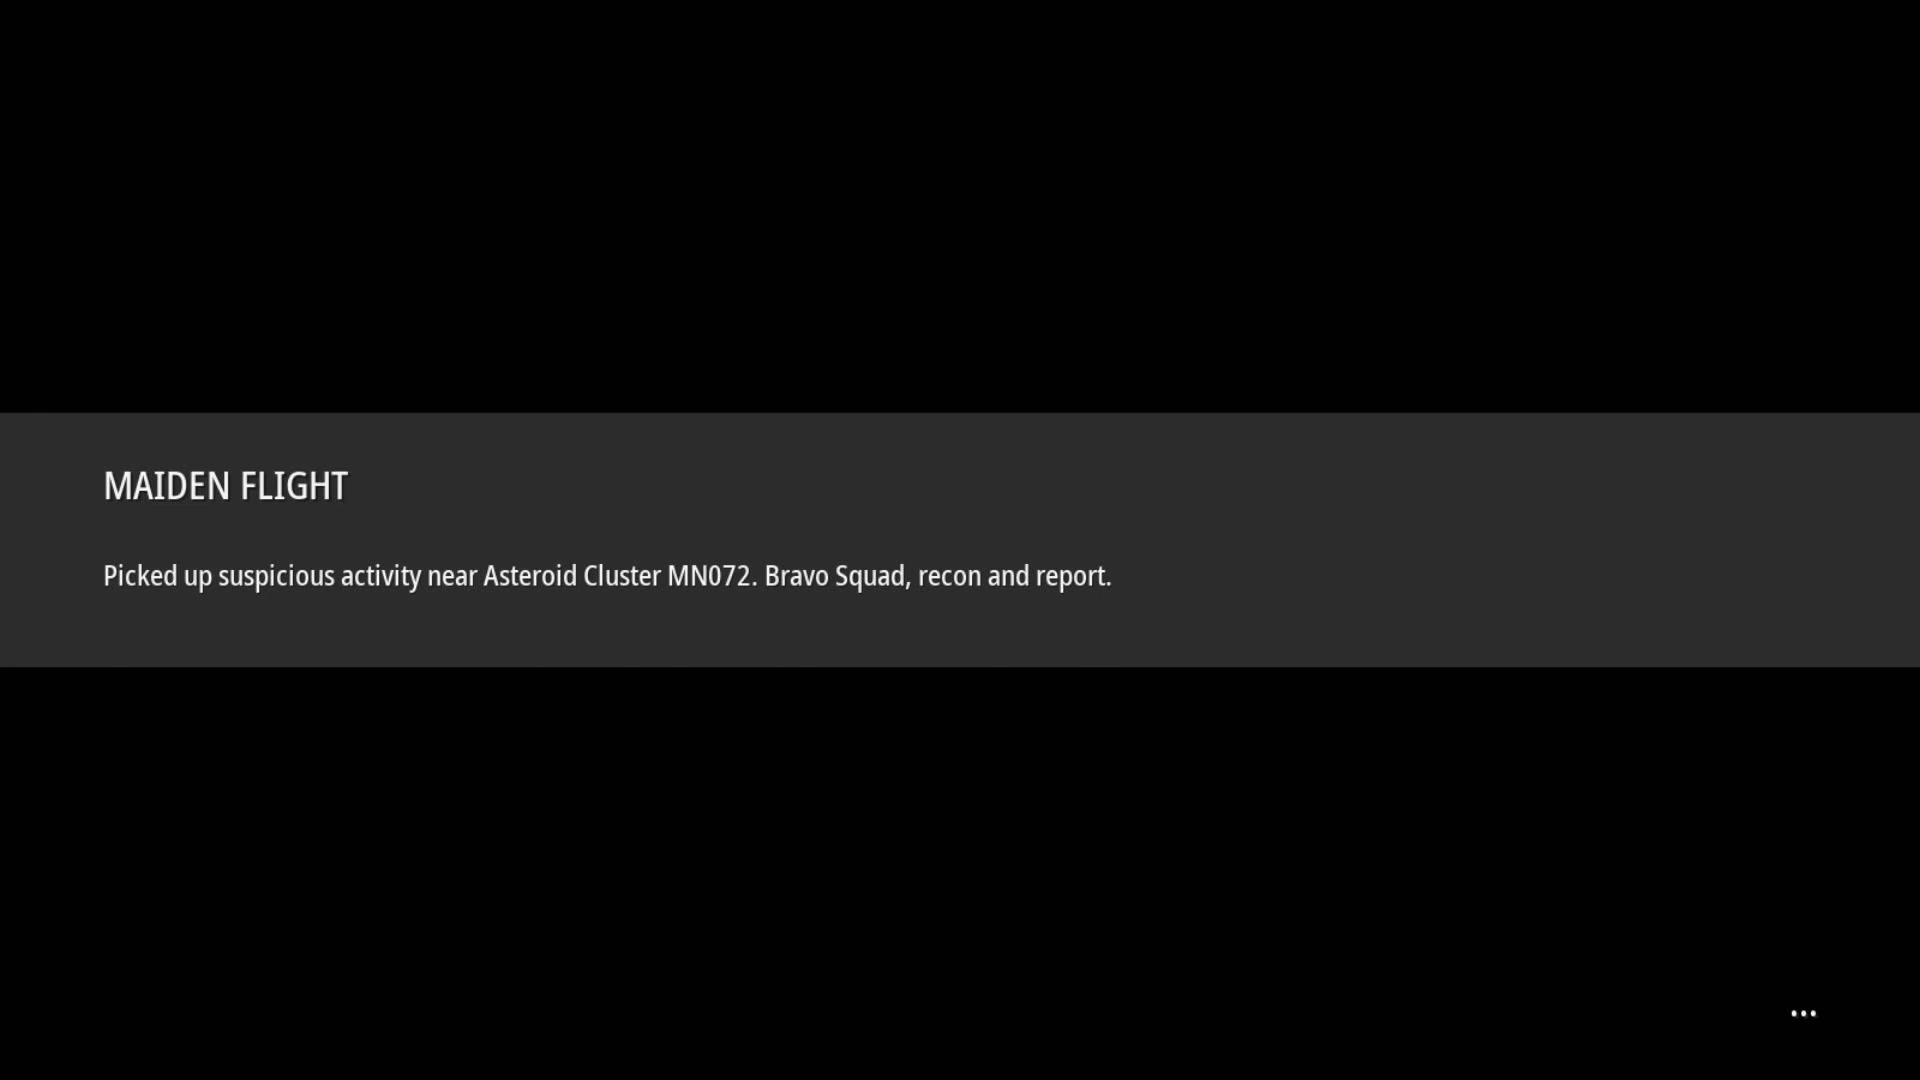 MAIDEN FLIGHT
Picked up suspicious activity near Asteroid Cluster MN072. Bravo Squad, recon and report.
...